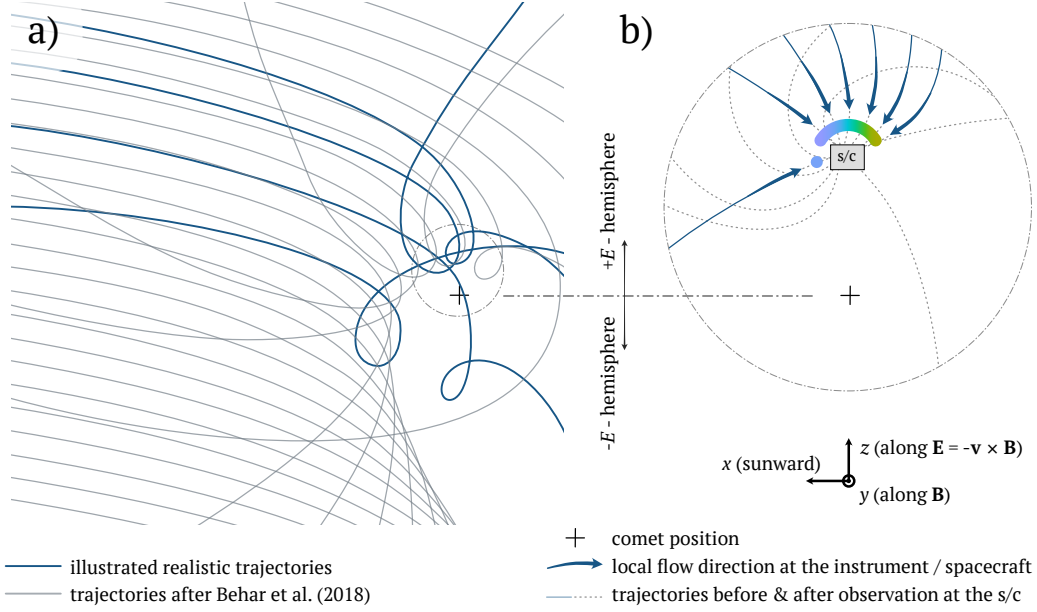 a)
b)
s/c
+E - hemisphere
-E - hemisphere
z (along E = -v × B)
x (sunward)
y (along B)
comet position
illustrated realistic trajectories
local flow direction at the instrument / spacecraft
trajectories after Behar et al. (2018)
trajectories before & after observation at the s/c